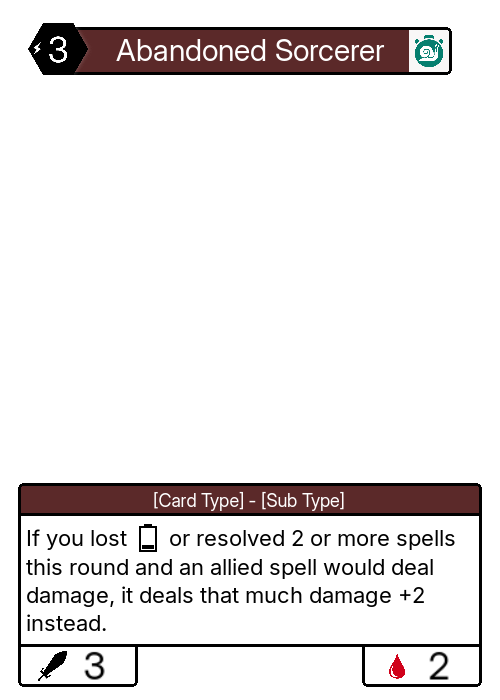 3 Abandoned Sorcerer
[Card Type] - [Sub Type]
If you lost or resolved 2 or more spells
this round and an allied spell would deal
damage, it deals that much damage +2
instead.
3 2